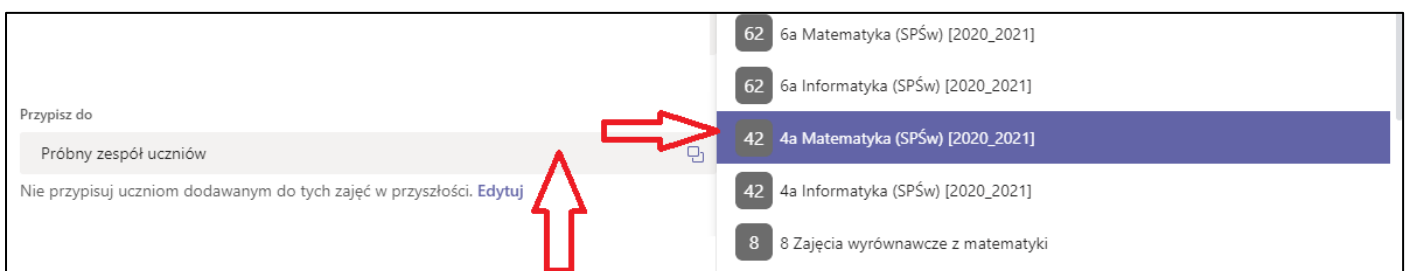 Przypisz do
Próbny zespół uczniów
Nie przypisuj uczniom dodawanym do tych zajęć w przyszłości. Edytuj
62 6a Matematyka (SPŚw) [2020_2021]
62 6a Informatyka (SPŚw) [2020_2021]
42 4a Matematyka (SPŚw) [2020_2021]
42 4a Informatyka (SPŚw) [2020_2021]
8 8 Zajęcia wyrównawcze z matematyki